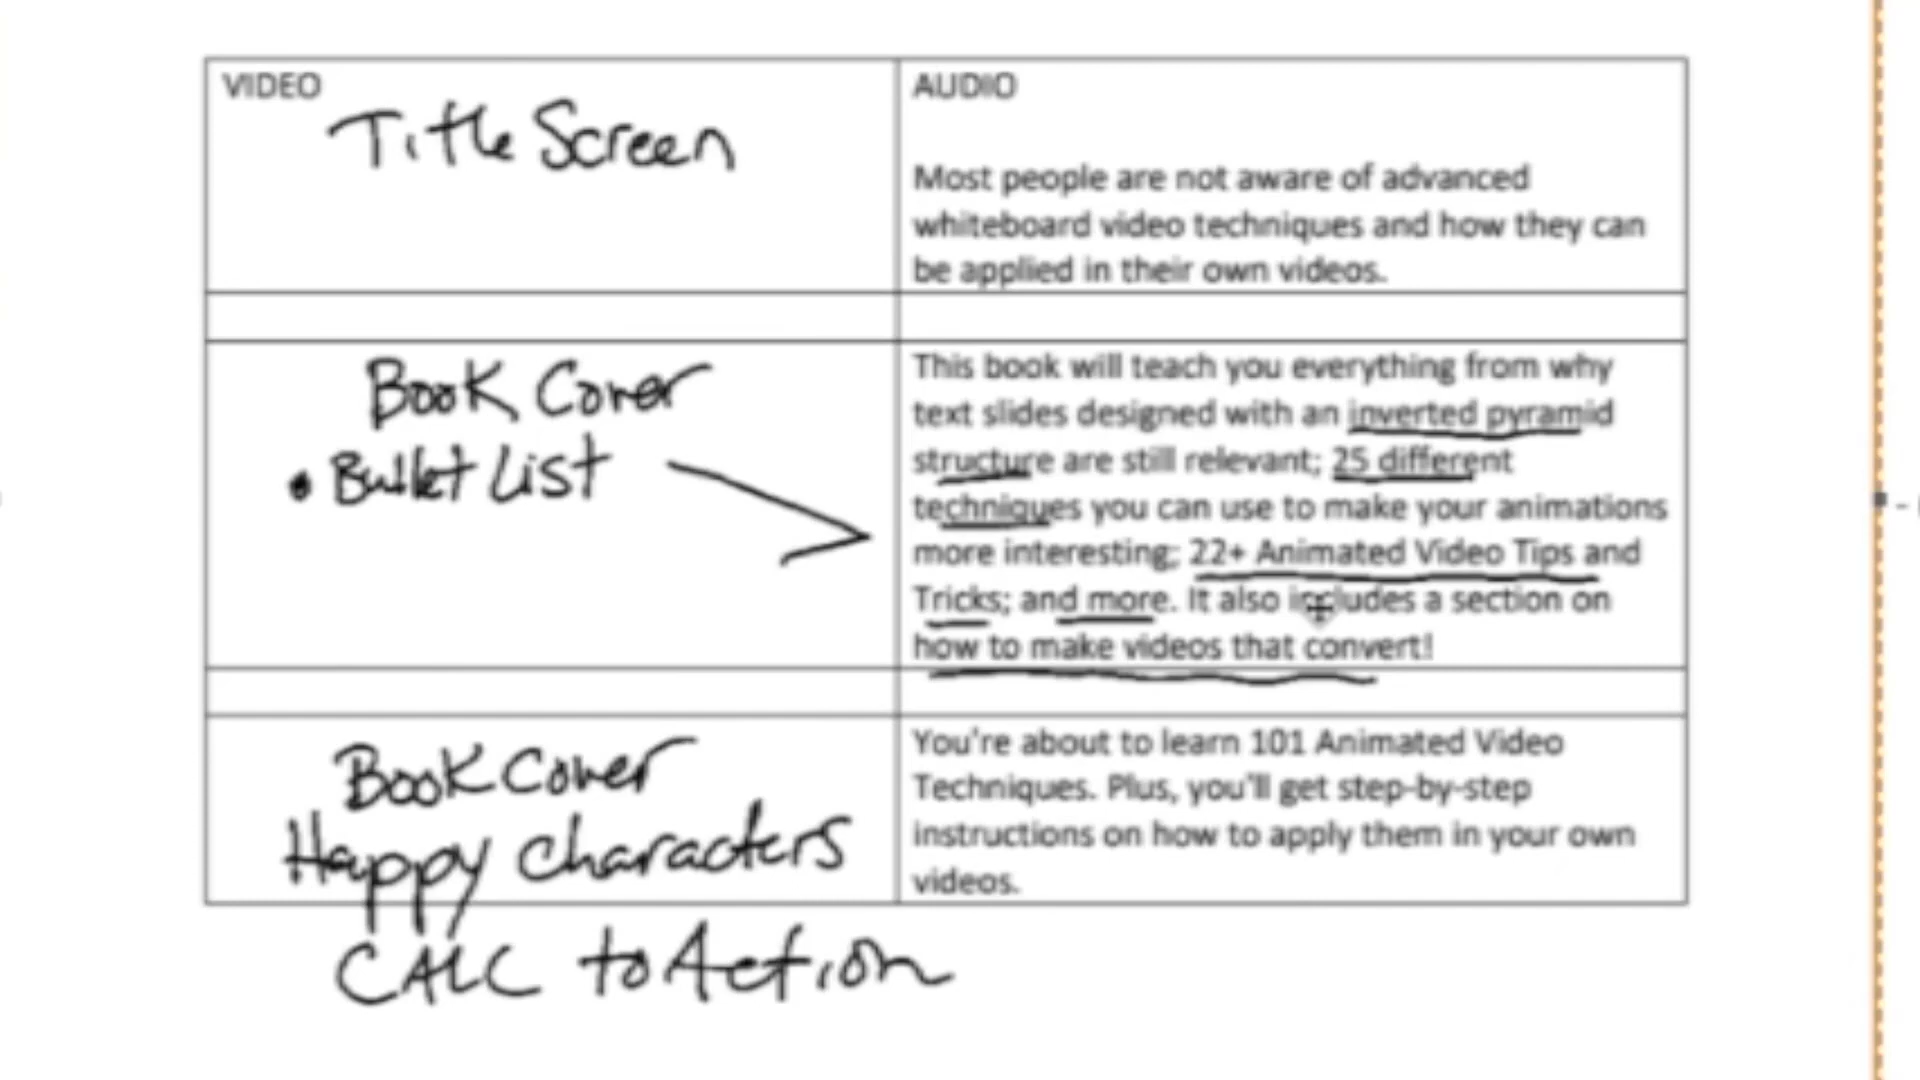 VIDEO
Title Screen
AUDIO
Most people are not aware of advanced
whiteboard video techniques and how they can
be applied in their own videos.
Book Cover
• Bullet List
This book will teach you everything from why
text slides designed with an inverted pyramid
structure are still relevant; 25 different
techniques you can use to make your animations
more interesting; 22+ Animated Video Tips and
Tricks; and more. It also includes a section on
how to make videos that convert!
Book Cover
Happy Characters
CALL to Action
You're about to learn 101 Animated Video
Techniques. Plus, you'll get step-by-step
instructions on how to apply them in your own
videos.